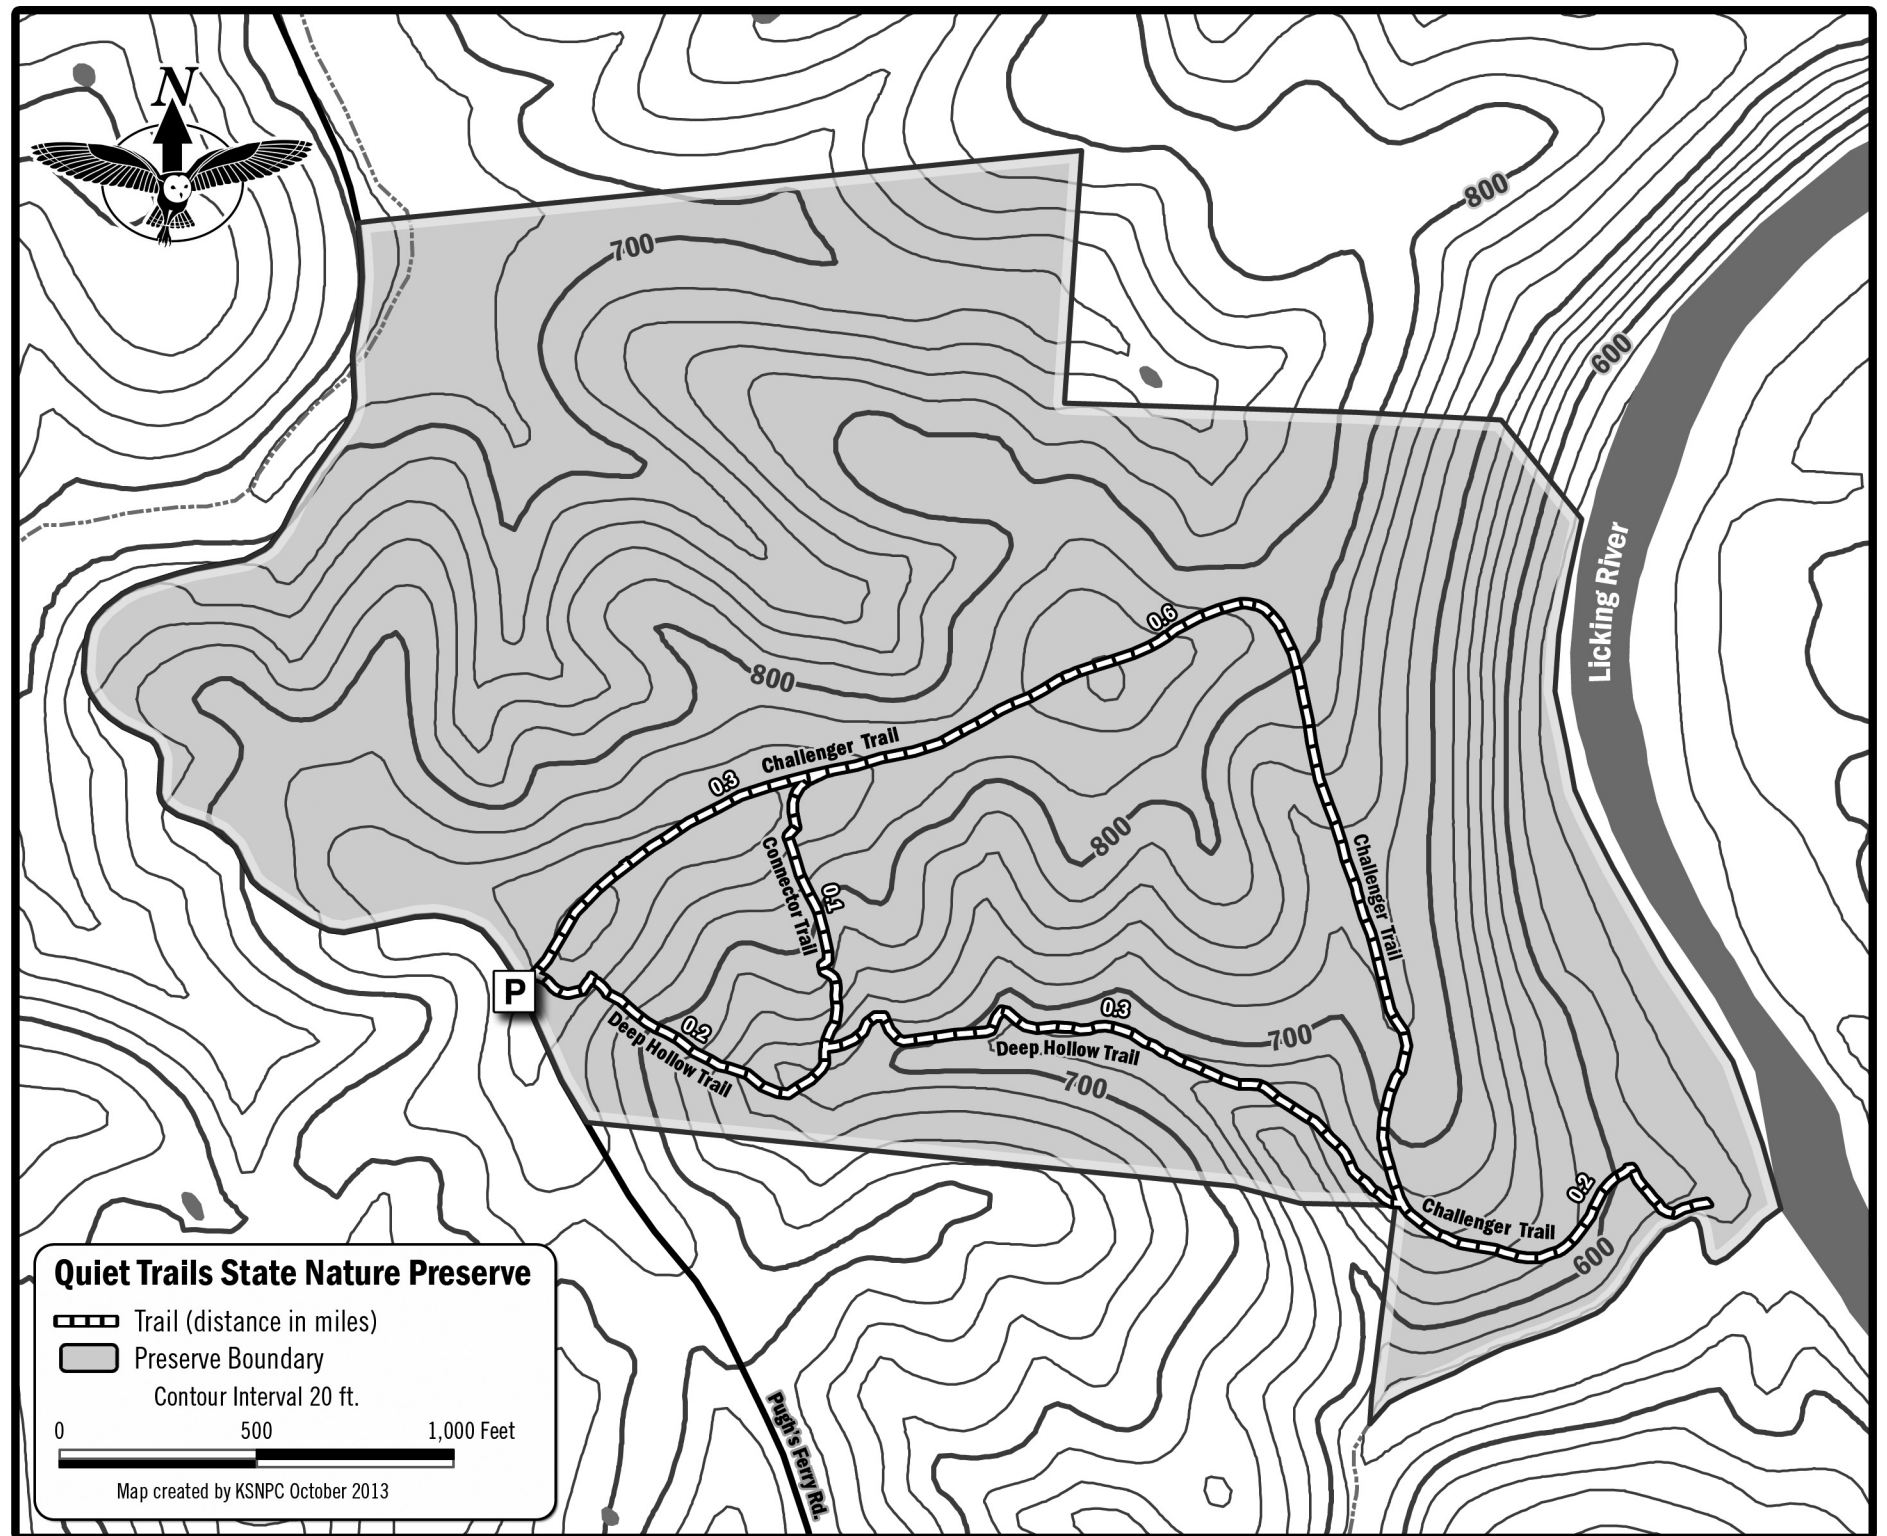 N
800
700
600
Licking River
0.6
800
Challenger Trail
0.3
800
Challenger Trail
Connector Trail
0.1
P
0.2
Deep Hollow Trail
0.3
Deep Hollow Trail
700
700
0.2
Challenger Trail
600
Pugh's Ferry Rd.
Quiet Trails State Nature Preserve
Trail (distance in miles)
Preserve Boundary
Contour Interval 20 ft.
0 500 1,000 Feet
Map created by KSNPC October 2013